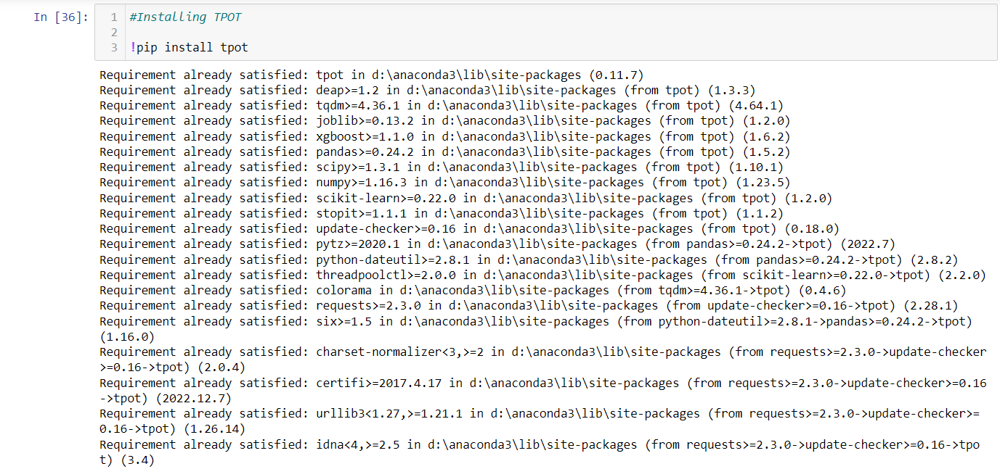 In [36]:
1 #Installing TPOT
2
3 !pip install tpot
Requirement already satisfied: tpot in d:\anaconda3\lib\site-packages (0.11.7)
Requirement already satisfied: deap>=1.2 in d:\anaconda3\lib\site-packages (from tpot) (1.3.3)
Requirement already satisfied: tqdm>=4.36.1 in d:\anaconda3\lib\site-packages (from tpot) (4.64.1)
Requirement already satisfied: joblib>=0.13.2 in d:\anaconda3\lib\site-packages (from tpot) (1.2.0)
Requirement already satisfied: xgboost>=1.1.0 in d:\anaconda3\lib\site-packages (from tpot) (1.6.2)
Requirement already satisfied: pandas>=0.24.2 in d:\anaconda3\lib\site-packages (from tpot) (1.5.2)
Requirement already satisfied: scipy>=1.3.1 in d:\anaconda3\lib\site-packages (from tpot) (1.10.1)
Requirement already satisfied: numpy>=1.16.3 in d:\anaconda3\lib\site-packages (from tpot) (1.23.5)
Requirement already satisfied: scikit-learn>=0.22.0 in d:\anaconda3\lib\site-packages (from tpot) (1.2.0)
Requirement already satisfied: stopit>=1.1.1 in d:\anaconda3\lib\site-packages (from tpot) (1.1.2)
Requirement already satisfied: update-checker>=0.16 in d:\anaconda3\lib\site-packages (from tpot) (0.18.0)
Requirement already satisfied: pytz>=2020.1 in d:\anaconda3\lib\site-packages (from pandas>=0.24.2->tpot) (2022.7)
Requirement already satisfied: python-dateutil>=2.8.1 in d:\anaconda3\lib\site-packages (from pandas>=0.24.2->tpot) (2.8.2)
Requirement already satisfied: threadpoolctl>=2.0.0 in d:\anaconda3\lib\site-packages (from scikit-learn>=0.22.0->tpot) (2.2.0)
Requirement already satisfied: colorama in d:\anaconda3\lib\site-packages (from tqdm>=4.36.1->tpot) (0.4.6)
Requirement already satisfied: requests>=2.3.0 in d:\anaconda3\lib\site-packages (from update-checker>=0.16->tpot) (2.28.1)
Requirement already satisfied: six>=1.5 in d:\anaconda3\lib\site-packages (from python-dateutil>=2.8.1->pandas>=0.24.2->tpot)
(1.16.0)
Requirement already satisfied: charset-normalizer<3,>=2 in d:\anaconda3\lib\site-packages (from requests>=2.3.0->update-checker
>=0.16->tpot) (2.0.4)
Requirement already satisfied: certifi>=2017.4.17 in d:\anaconda3\lib\site-packages (from requests>=2.3.0->update-checker>=0.16
->tpot) (2022.12.7)
Requirement already satisfied: urllib3<1.27,>=1.21.1 in d:\anaconda3\lib\site-packages (from requests>=2.3.0->update-checker>=
0.16->tpot) (1.26.14)
Requirement already satisfied: idna<4,>=2.5 in d:\anaconda3\lib\site-packages (from requests>=2.3.0->update-checker>=0.16->tpo
t) (3.4)